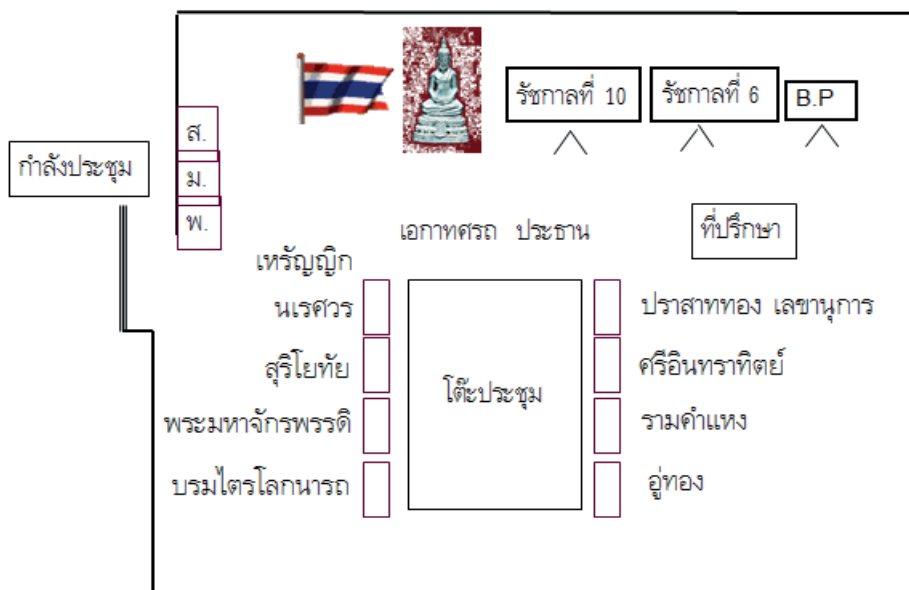 รัชกาลที่ 10 รัชกาลที่ 6 B.P
ส.
กำลังประชุม
ม.
พ.
เอกาทศรถ ประธาน ที่ปรึกษา
เหรัญญิก
นเรศวร ปราสาททอง เลขานุการ
สุริโยทัย ศรีอินทราทิตย์
โต๊ะประชุม
พระมหาจักรพรรดิ รามคำแหง
บรมไตรโลกนารถ อู่ทอง